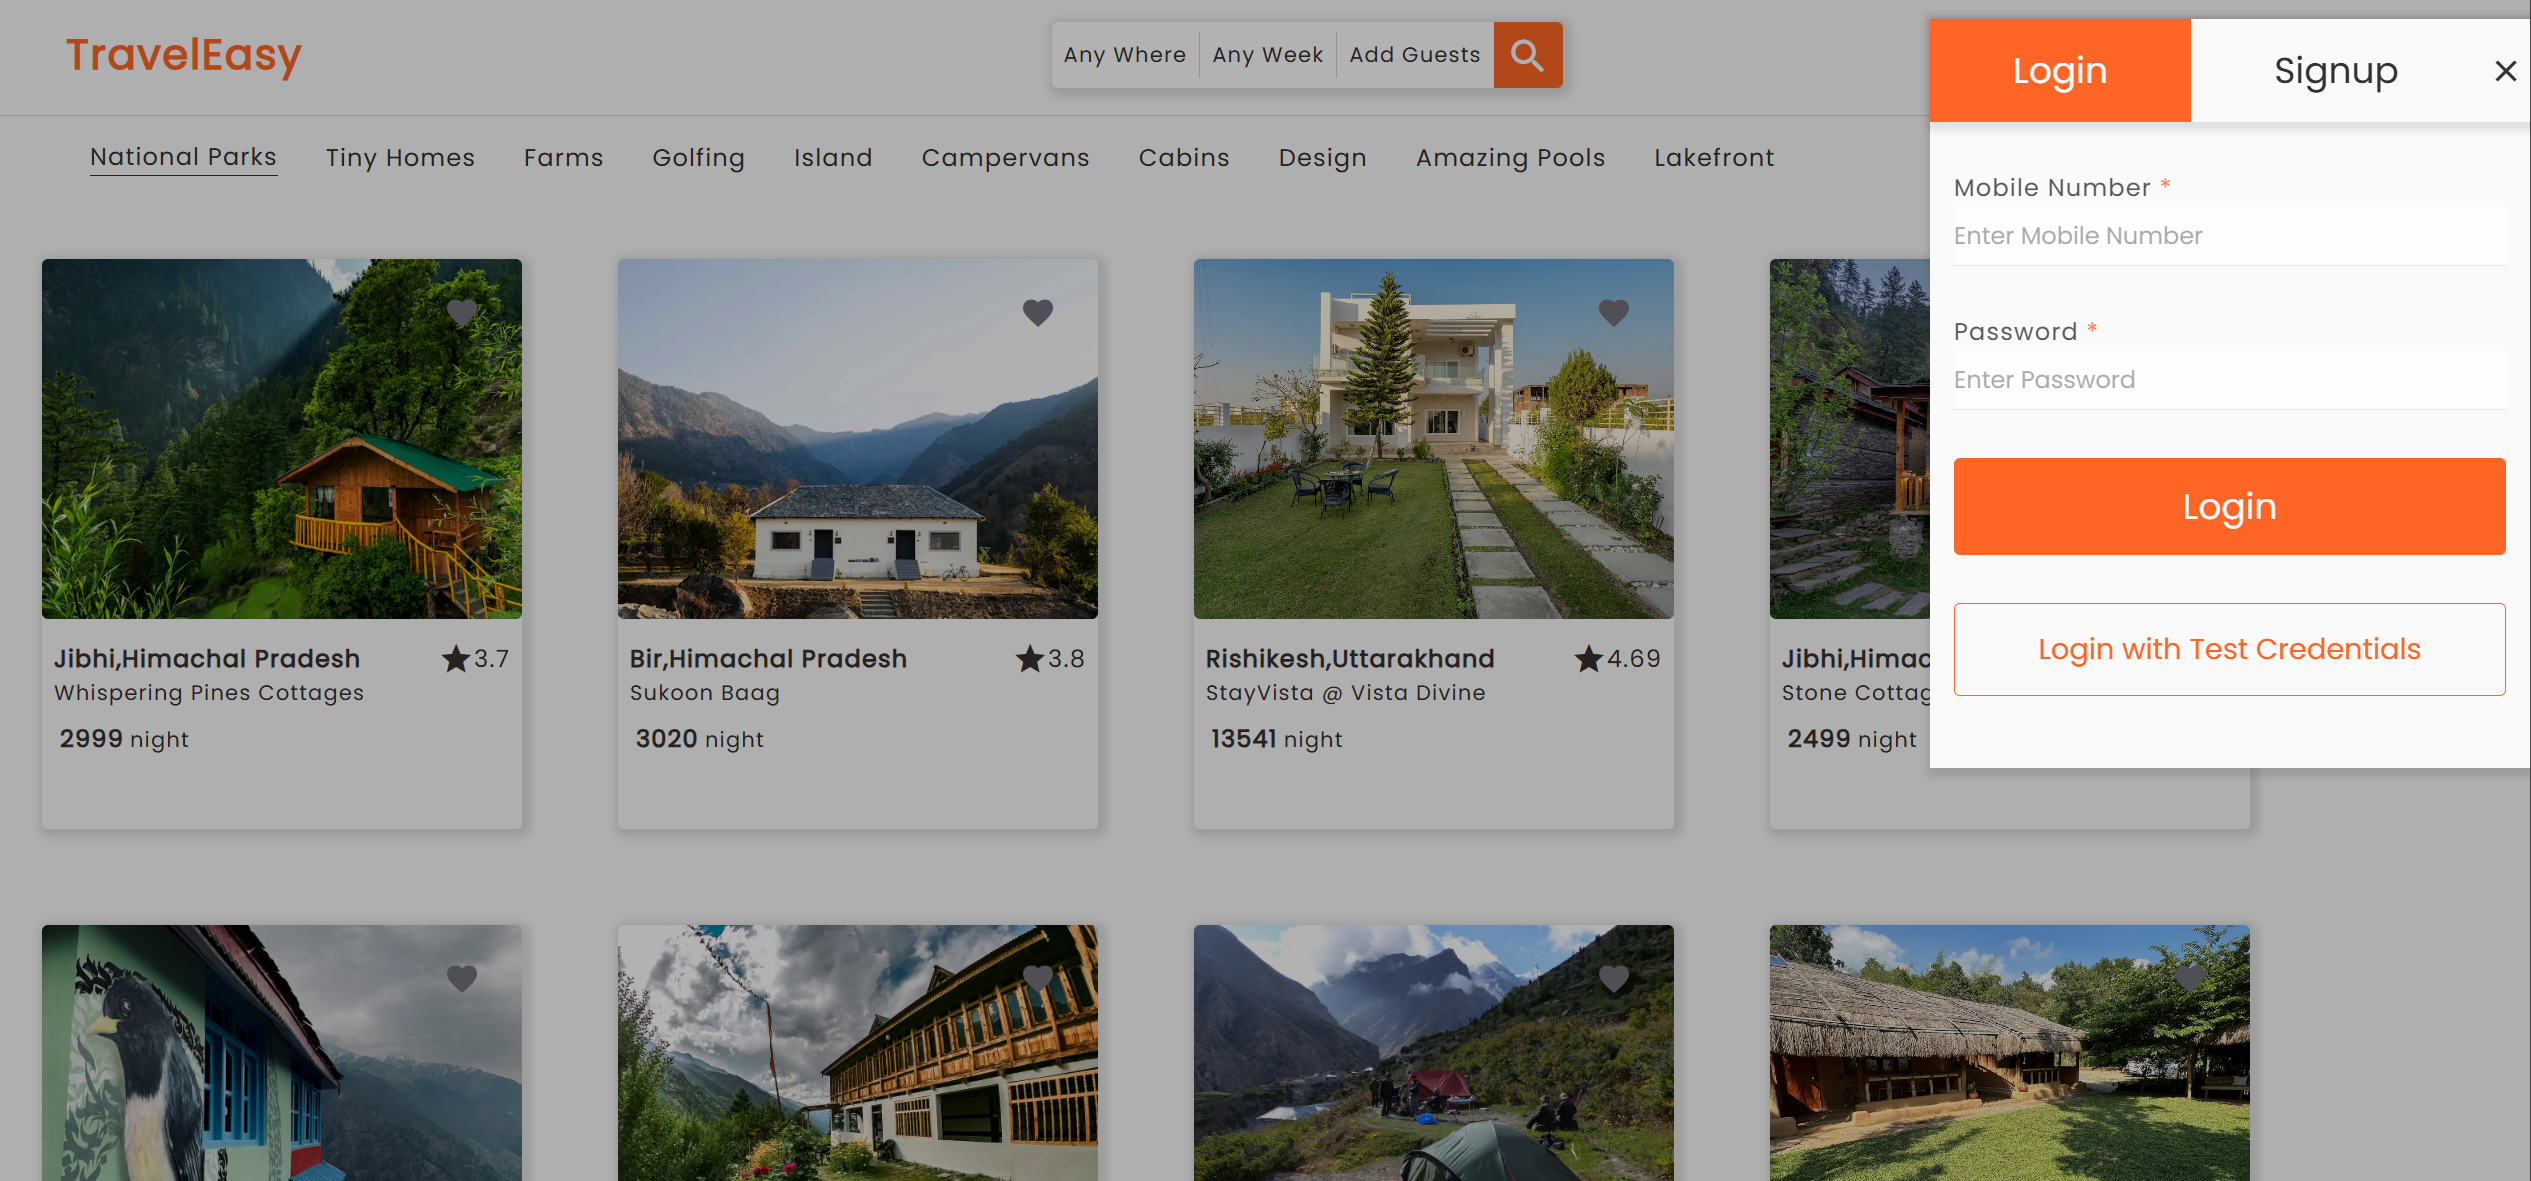 TravelEasy
Any Where Any Week Add Guests
Login Signup
National Parks Tiny Homes Farms Golfing Island Campervans Cabins Design Amazing Pools Lakefront
Mobile Number *
Enter Mobile Number
Password *
Enter Password
Login
Login with Test Credentials
Jibhi,Himachal Pradesh 3.7
Whispering Pines Cottages
2999 night
Bir,Himachal Pradesh 3.8
Sukoon Baag
3020 night
Rishikesh,Uttarakhand 4.69
StayVista @ Vista Divine
13541 night
Jibhi,Himac
Stone Cottag
2499 night